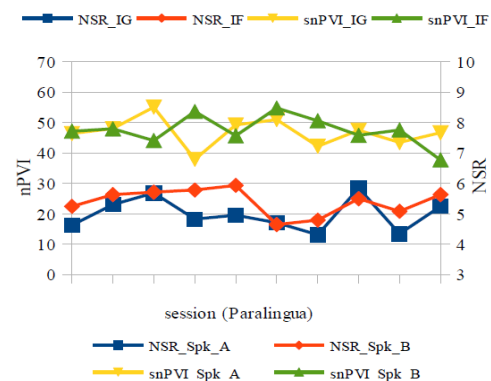 NSR_IG NSR_IF snPVI_IG snPVI_IF
70 10
60 9
50 8
40 7
30 6
20 5
10 4
0 3
nPVI
NSR
session (Paralingua)
NSR_Spk_A NSR_Spk_B
snPVI_Spk_A snPVI_Spk_B